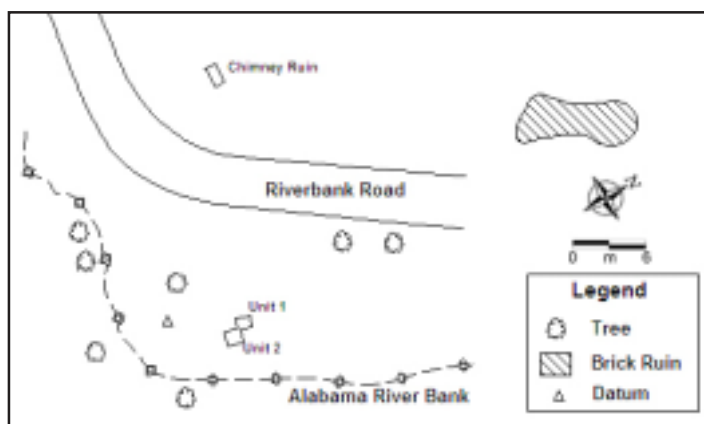 Chimney Ruin
Riverbank Road
N
0 m 6
Unit 1
Unit 2
Alabama River Bank
Legend
Tree
Brick Ruin
Datum